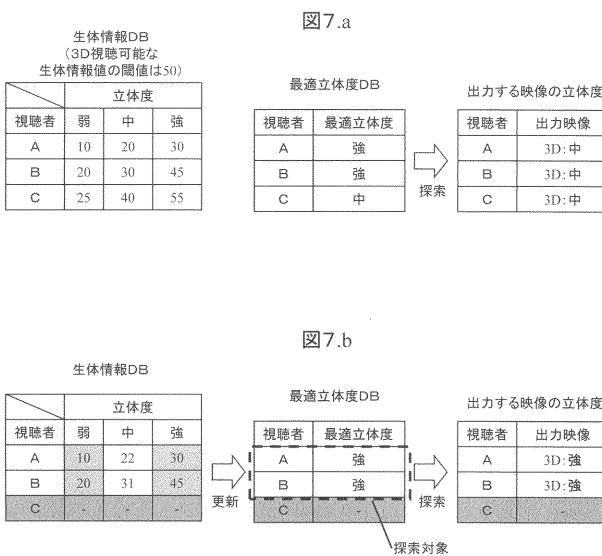 図7.a
生体情報DB
(3D視聴可能な
生体情報値の閾値は50)
立体度
視聴者 弱 中 強
A 10 20 30
B 20 30 45
C 25 40 55
最適立体度DB
視聴者 最適立体度
A 強
B 強
C 中
探索
出力する映像の立体度
視聴者 出力映像
A 3D:中
B 3D:中
C 3D:中
図7.b
生体情報DB
立体度
視聴者 弱 中 強
A 10 22 30
B 20 31 45
C - - -
更新
最適立体度DB
視聴者 最適立体度
A 強
B 強
C -
探索対象
探索
出力する映像の立体度
視聴者 出力映像
A 3D:強
B 3D:強
C -